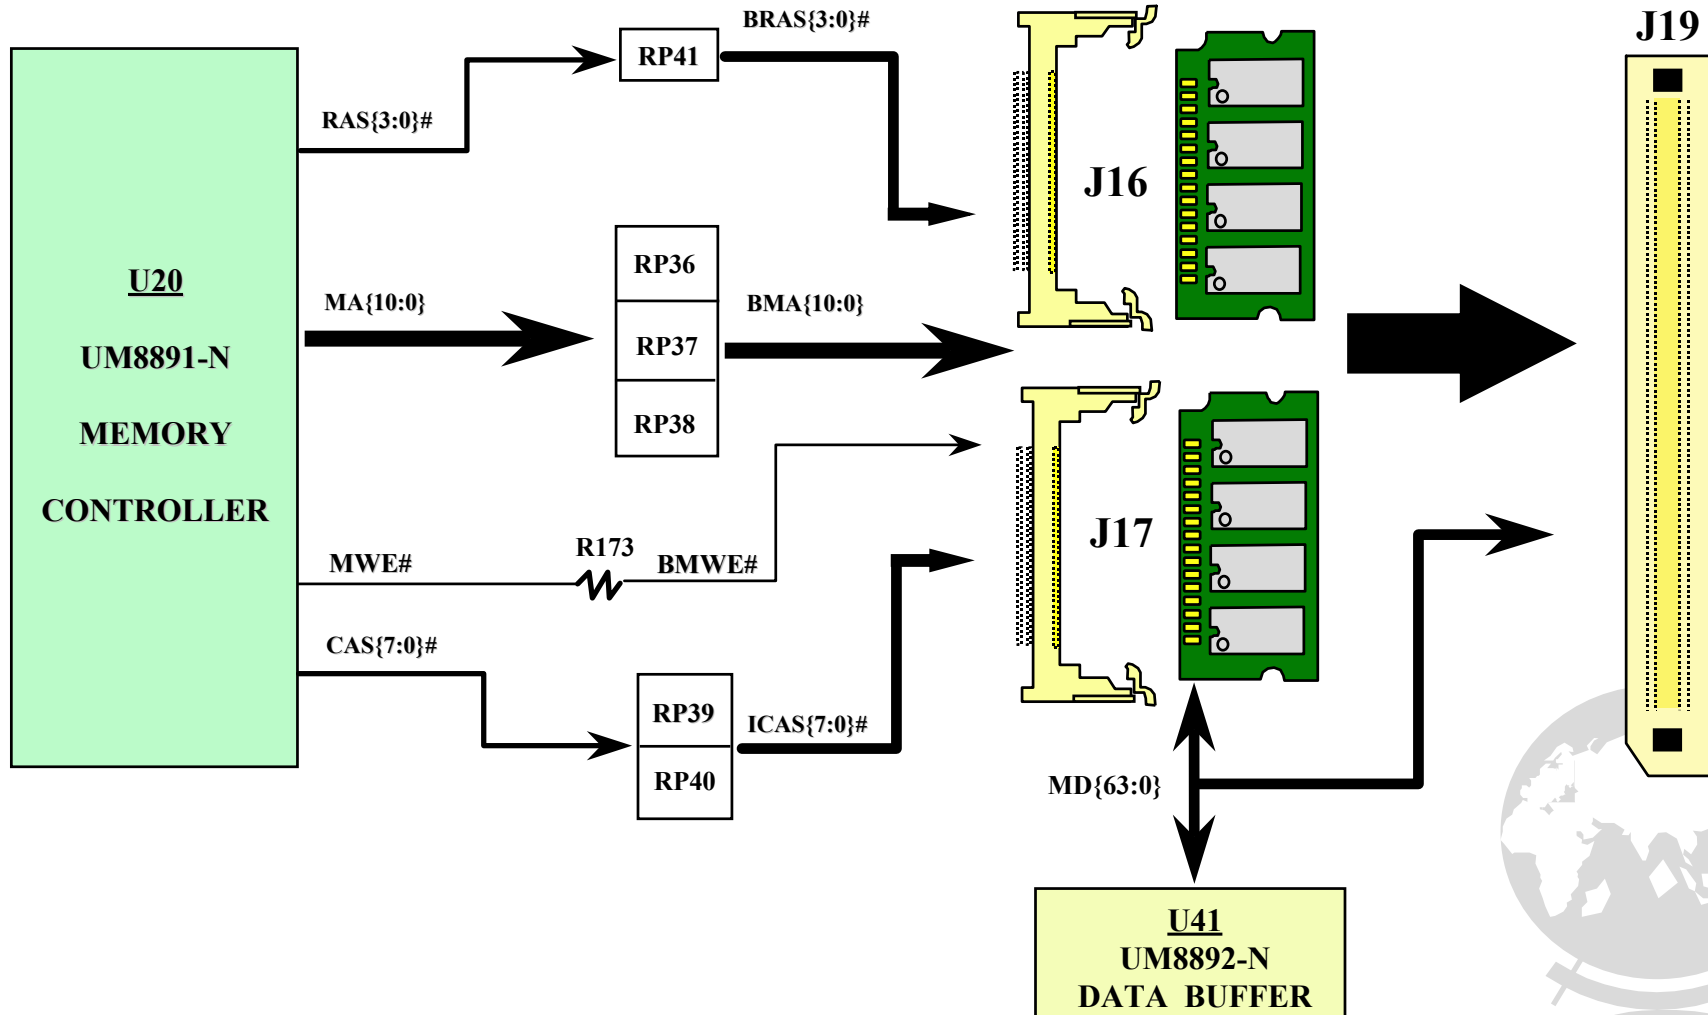 BRAS{3:0}#
J19
RP41
RAS{3:0}#
J16
U20
UM8891-N
MEMORY
CONTROLLER
MA{10:0}
RP36
RP37
RP38
BMA{10:0}
J17
MWE#
R173
BMWE#
CAS{7:0}#
RP39
RP40
ICAS{7:0}#
MD{63:0}
U41
UM8892-N
DATA BUFFER